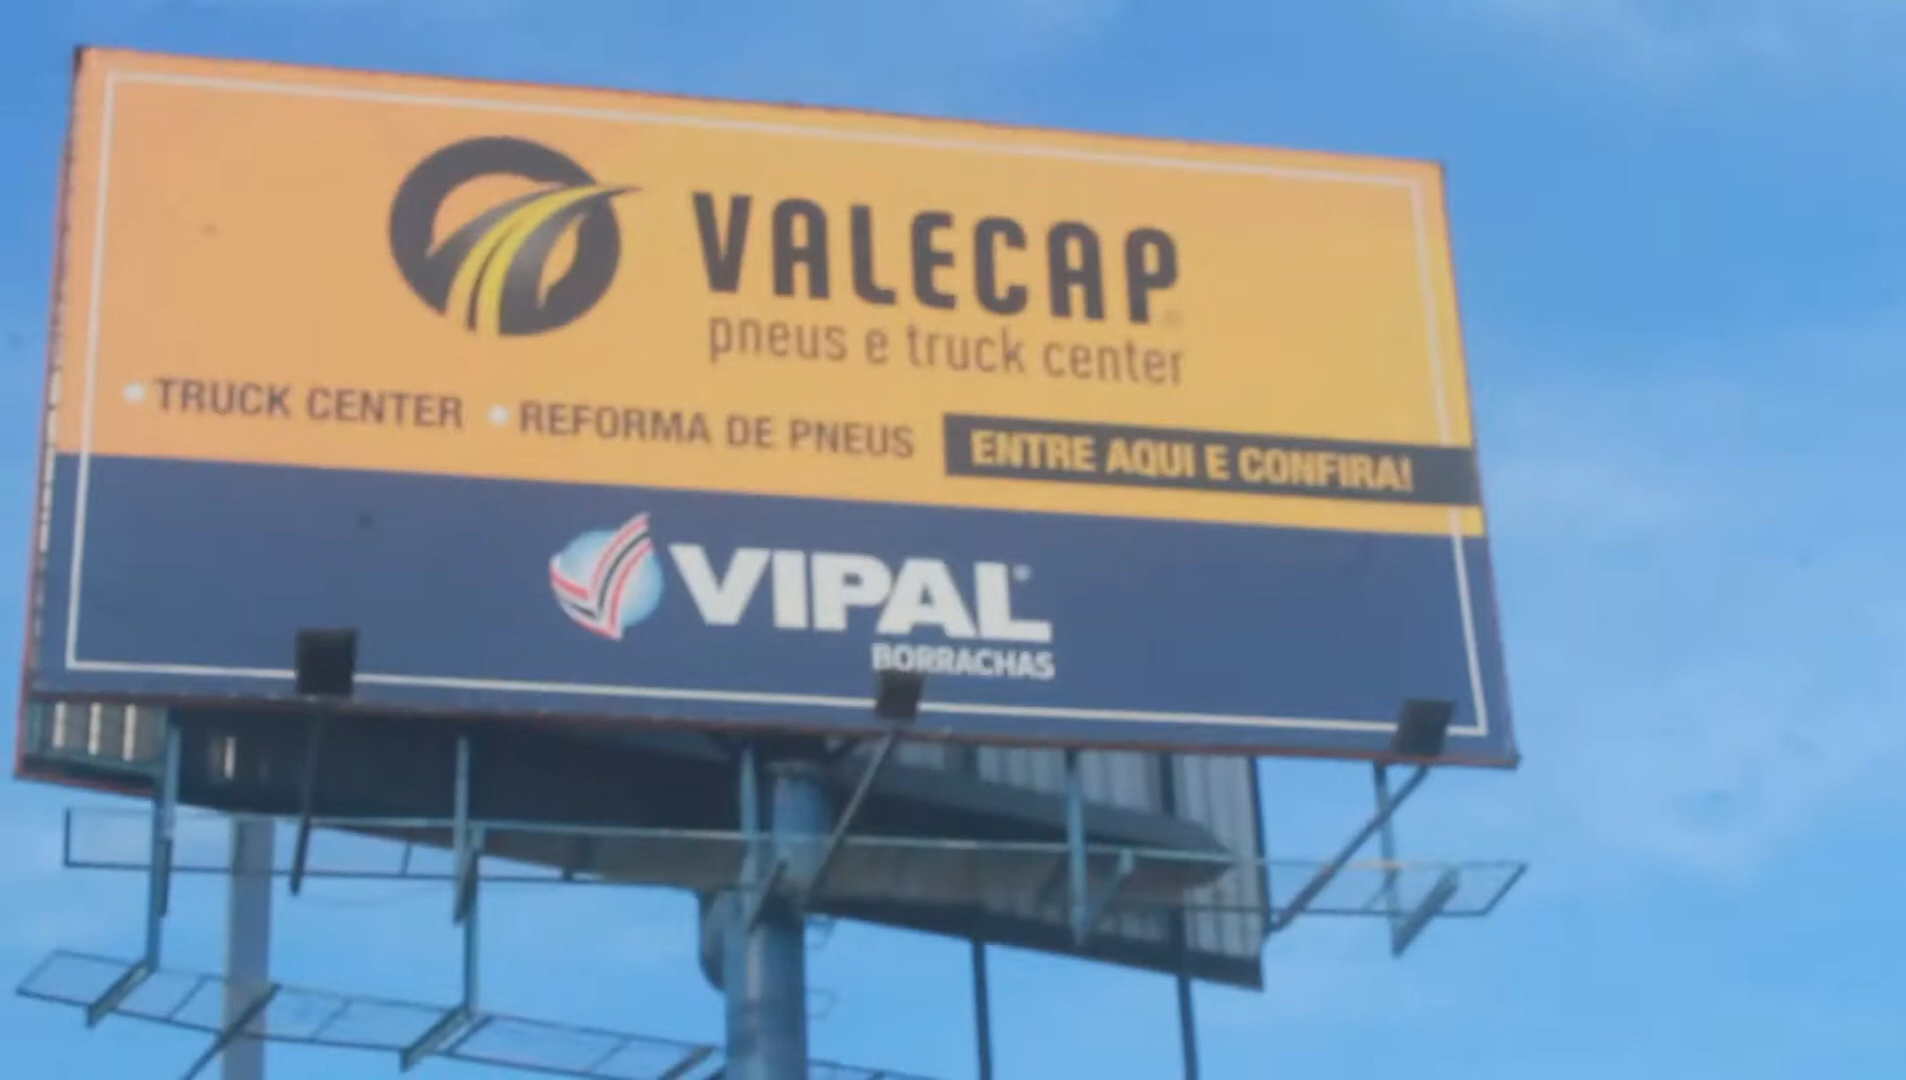 VALECAP
pneus e truck center
• TRUCK CENTER • REFORMA DE PNEUS ENTRE AQUI E CONFIRA!
VIPAL®
BORRACHAS